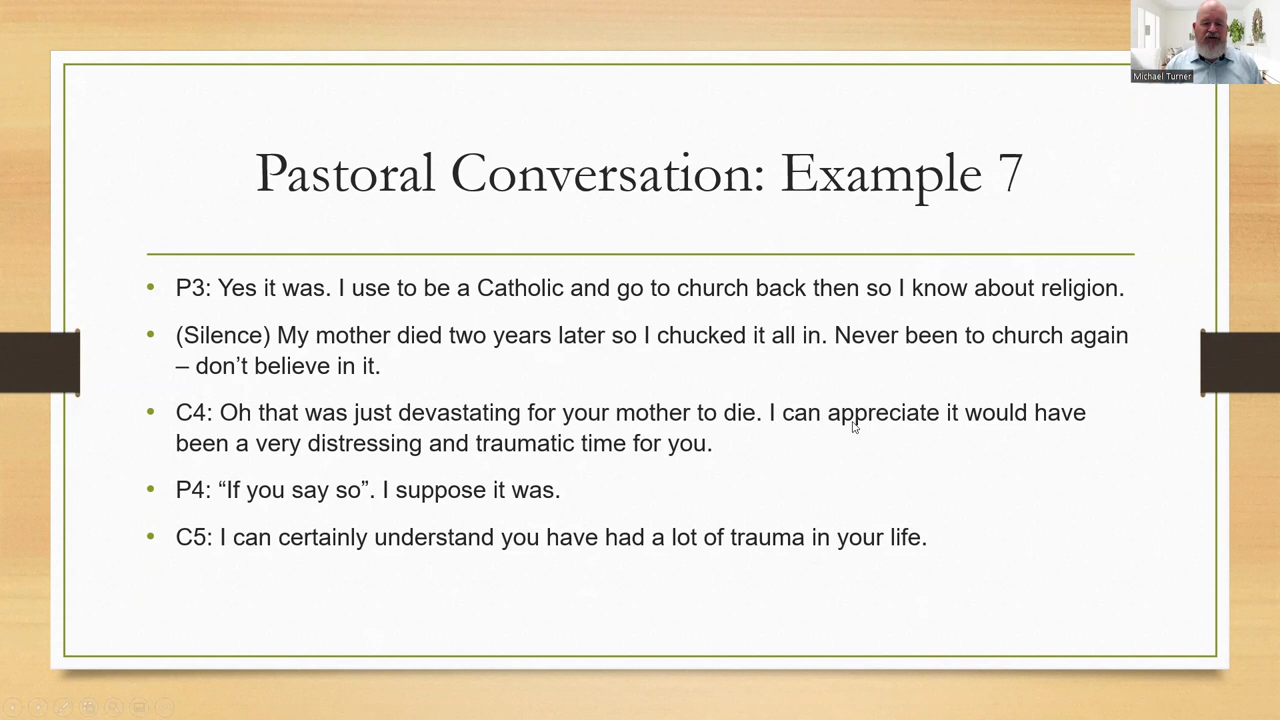 Michael Turner
Pastoral Conversation: Example 7
• P3: Yes it was. I use to be a Catholic and go to church back then so I know about religion.
• (Silence) My mother died two years later so I chucked it all in. Never been to church again
– don’t believe in it.
• C4: Oh that was just devastating for your mother to die. I can appreciate it would have
been a very distressing and traumatic time for you.
• P4: “If you say so”. I suppose it was.
• C5: I can certainly understand you have had a lot of trauma in your life.